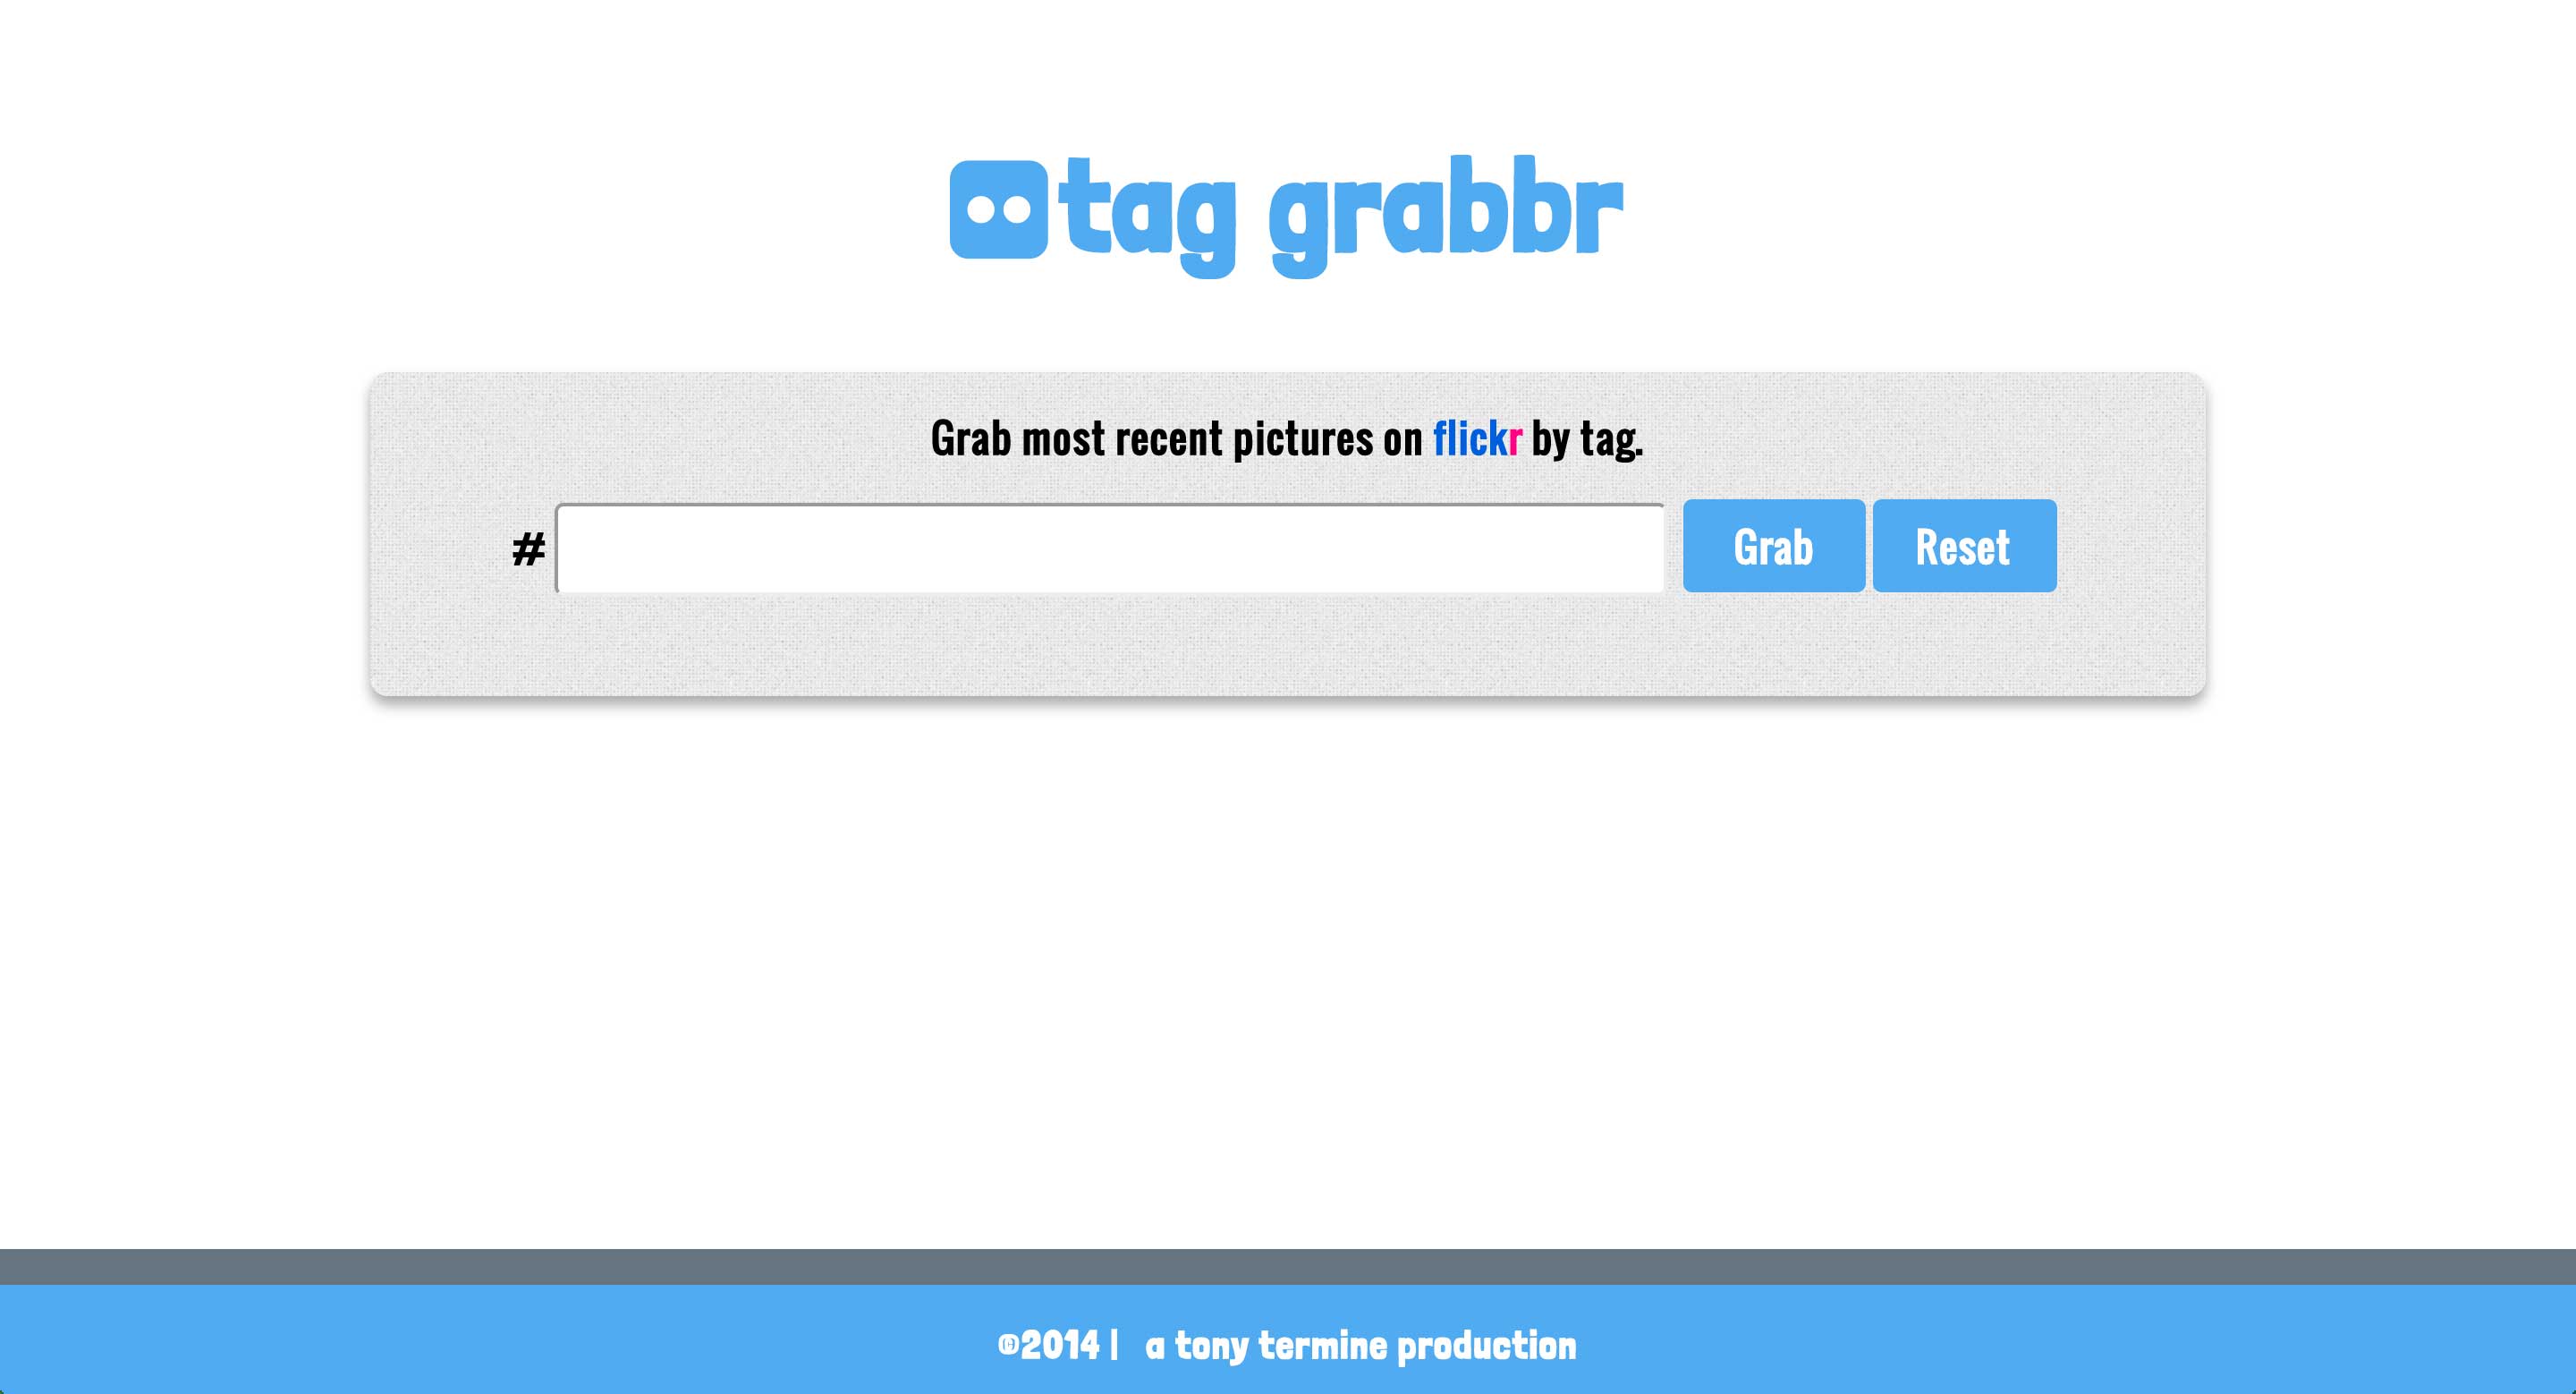 tag grabbr
Grab most recent pictures on flickr by tag.
# Grab Reset
©2014 | a tony termine production